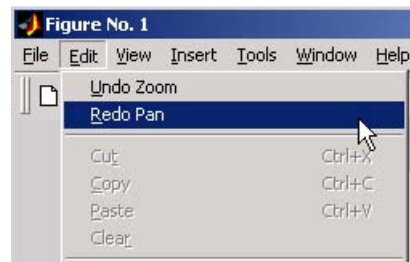 Figure No. 1
File Edit View Insert Tools Window Help
Undo Zoom
Redo Pan
Cut Ctrl+X
Copy Ctrl+C
Paste Ctrl+V
Clear